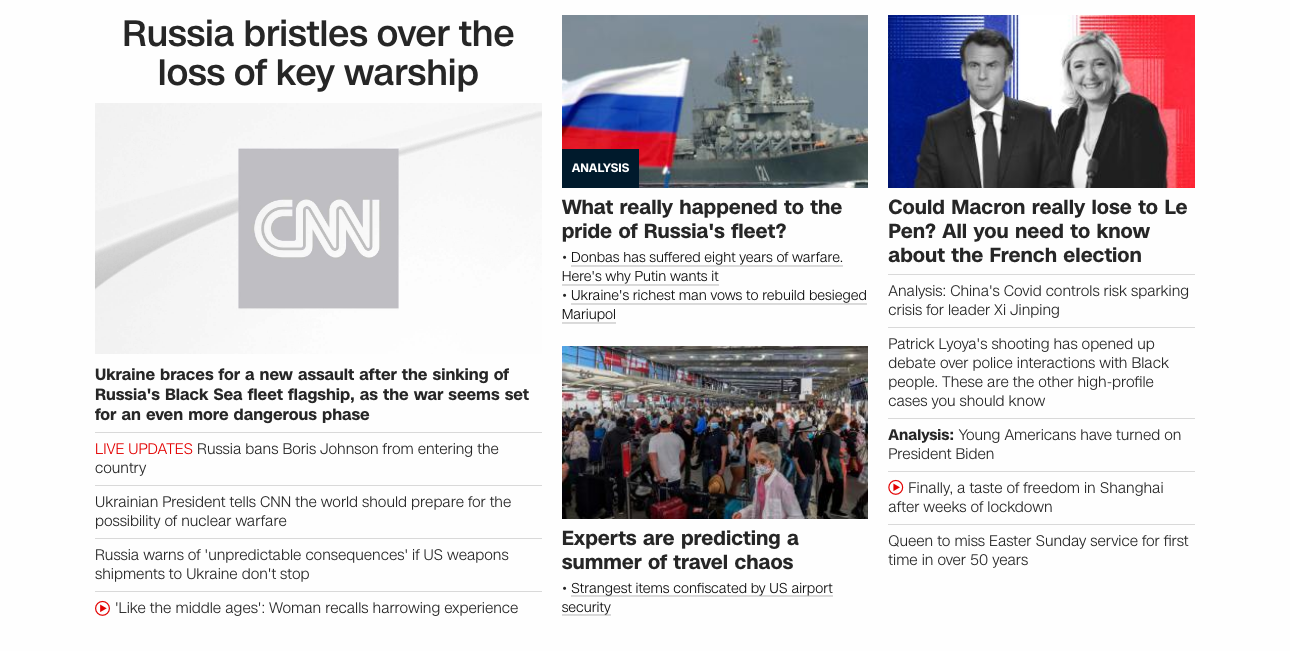 Russia bristles over the
loss of key warship
CNN
Ukraine braces for a new assault after the sinking of
Russia's Black Sea fleet flagship, as the war seems set
for an even more dangerous phase
LIVE UPDATES Russia bans Boris Johnson from entering the
country
Ukrainian President tells CNN the world should prepare for the
possibility of nuclear warfare
Russia warns of 'unpredictable consequences' if US weapons
shipments to Ukraine don't stop
'Like the middle ages': Woman recalls harrowing experience
121
ANALYSIS
What really happened to the
pride of Russia's fleet?
• Donbas has suffered eight years of warfare.
Here's why Putin wants it
• Ukraine's richest man vows to rebuild besieged
Mariupol
Experts are predicting a
summer of travel chaos
• Strangest items confiscated by US airport
security
Could Macron really lose to Le
Pen? All you need to know
about the French election
Analysis: China's Covid controls risk sparking
crisis for leader Xi Jinping
Patrick Lyoya's shooting has opened up
debate over police interactions with Black
people. These are the other high-profile
cases you should know
Analysis: Young Americans have turned on
President Biden
Finally, a taste of freedom in Shanghai
after weeks of lockdown
Queen to miss Easter Sunday service for first
time in over 50 years